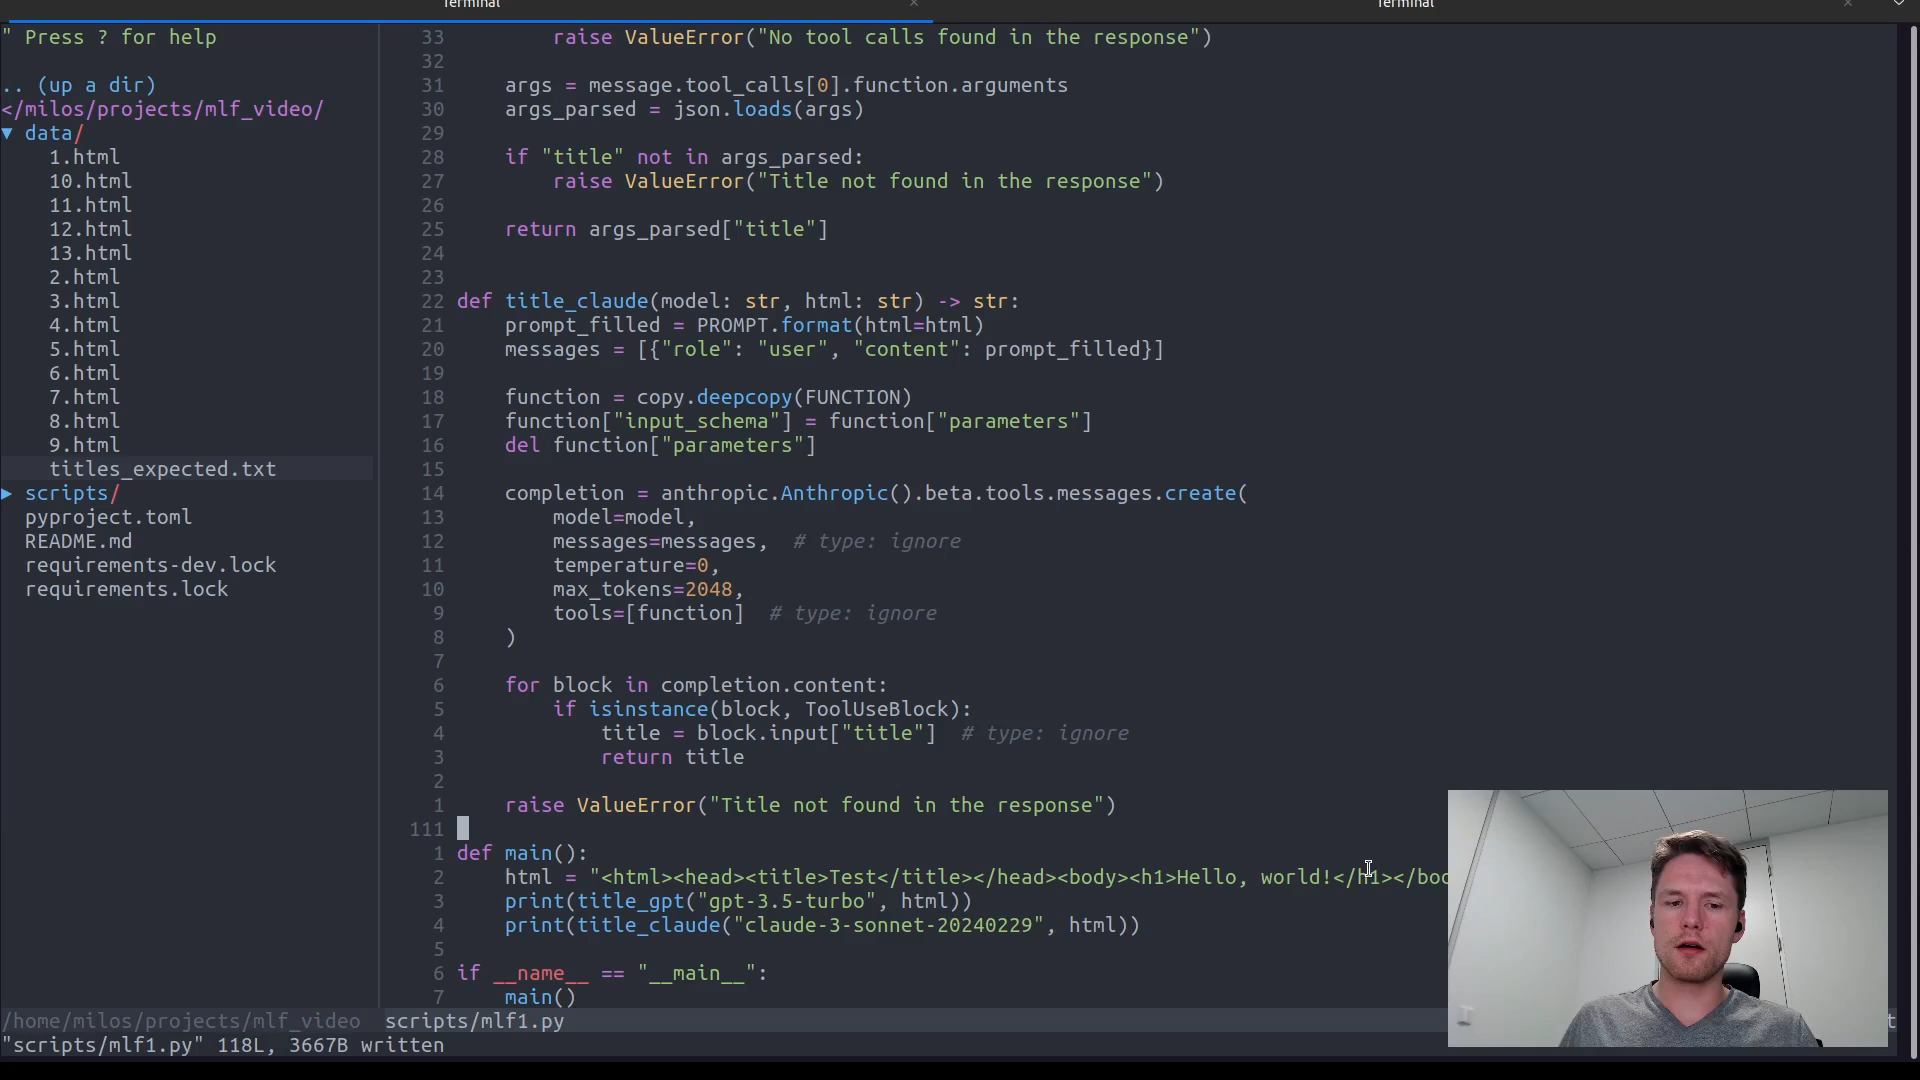 Terminal
Terminal
" Press ? for help
.. (up a dir)
</milos/projects/mlf_video/
▼ data/
1.html
10.html
11.html
12.html
13.html
2.html
3.html
4.html
5.html
6.html
7.html
8.html
9.html
titles_expected.txt
▶ scripts/
pyproject.toml
README.md
requirements-dev.lock
requirements.lock
33 raise ValueError("No tool calls found in the response")
32
31 args = message.tool_calls[0].function.arguments
30 args_parsed = json.loads(args)
29
28 if "title" not in args_parsed:
27 raise ValueError("Title not found in the response")
26
25 return args_parsed["title"]
24
23
22 def title_claude(model: str, html: str) -> str:
21 prompt_filled = PROMPT.format(html=html)
20 messages = [{"role": "user", "content": prompt_filled}]
19
18 function = copy.deepcopy(FUNCTION)
17 function["input_schema"] = function["parameters"]
16 del function["parameters"]
15
14 completion = anthropic.Anthropic().beta.tools.messages.create(
13 model=model,
12 messages=messages, # type: ignore
11 temperature=0,
10 max_tokens=2048,
9 tools=[function] # type: ignore
8 )
7
6 for block in completion.content:
5 if isinstance(block, ToolUseBlock):
4 title = block.input["title"] # type: ignore
3 return title
2
1 raise ValueError("Title not found in the response")
111
1 def main():
2 html = "<html><head><title>Test</title></head><body><h1>Hello, world!</h1></bod
3 print(title_gpt("gpt-3.5-turbo", html))
4 print(title_claude("claude-3-sonnet-20240229", html))
5
6 if __name__ == "__main__":
7 main()
/home/milos/projects/mlf_video scripts/mlf1.py
"scripts/mlf1.py" 118L, 3667B written